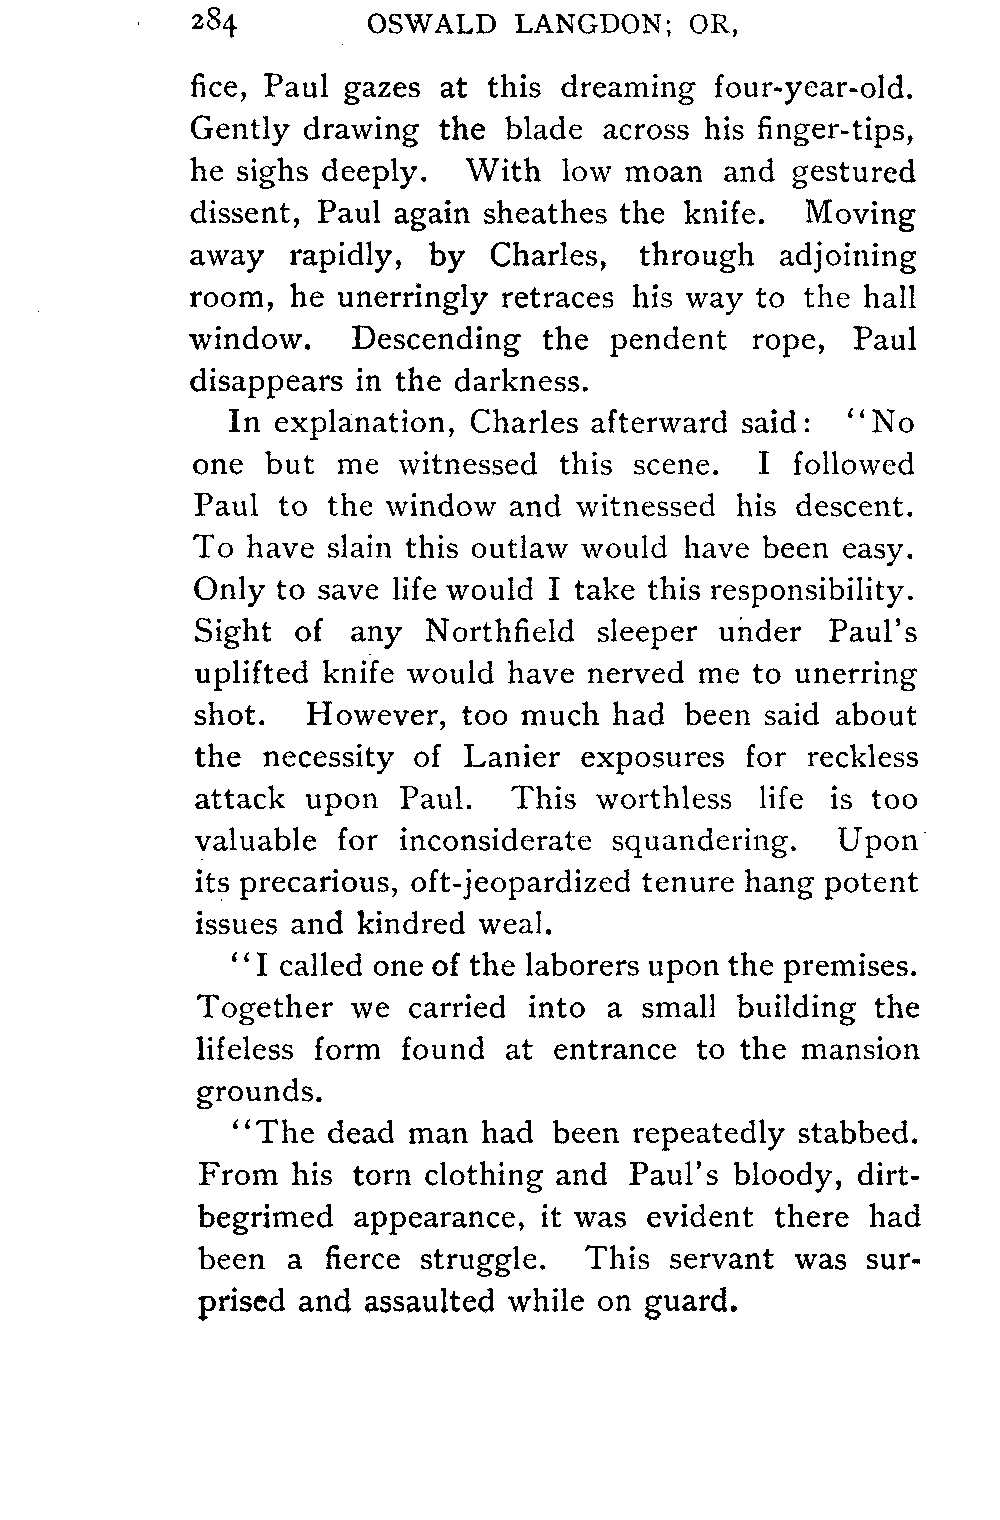 284 OSWALD LANGDON; OR,
fice, Paul gazes at this dreaming four-year-old.
Gently drawing the blade across his finger-tips,
he sighs deeply. With low moan and gestured
dissent, Paul again sheathes the knife. Moving
away rapidly, by Charles, through adjoining
room, he unerringly retraces his way to the hall
window. Descending the pendent rope, Paul
disappears in the darkness.
In explanation, Charles afterward said: "No
one but me witnessed this scene. I followed
Paul to the window and witnessed his descent.
To have slain this outlaw would have been easy.
Only to save life would I take this responsibility.
Sight of any Northfield sleeper under Paul's
uplifted knife would have nerved me to unerring
shot. However, too much had been said about
the necessity of Lanier exposures for reckless
attack upon Paul. This worthless life is too
valuable for inconsiderate squandering. Upon
its precarious, oft-jeopardized tenure hang potent
issues and kindred weal.
"I called one of the laborers upon the premises.
Together we carried into a small building the
lifeless form found at entrance to the mansion
grounds.
"The dead man had been repeatedly stabbed.
From his torn clothing and Paul's bloody, dirt-
begrimed appearance, it was evident there had
been a fierce struggle. This servant was sur-
prised and assaulted while on guard.